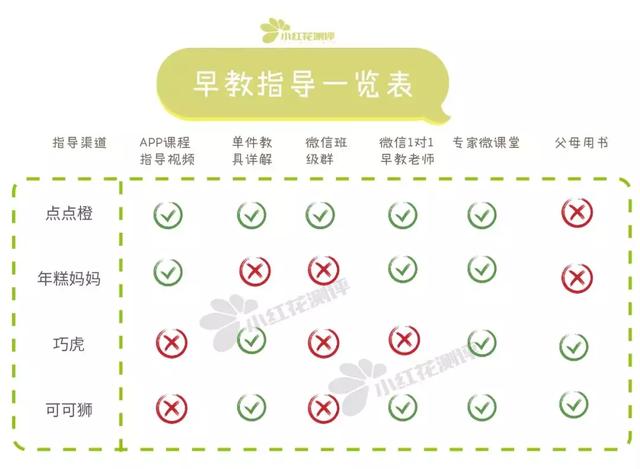 小红花测评
早教指导一览表
指导渠道
APP课程
指导视频
单件教
具详解
微信班
级群
微信1对1
早教老师
专家微课堂
父母用书
点点橙
年糕妈妈
巧虎
可可狮
小红花测评
小红花测评